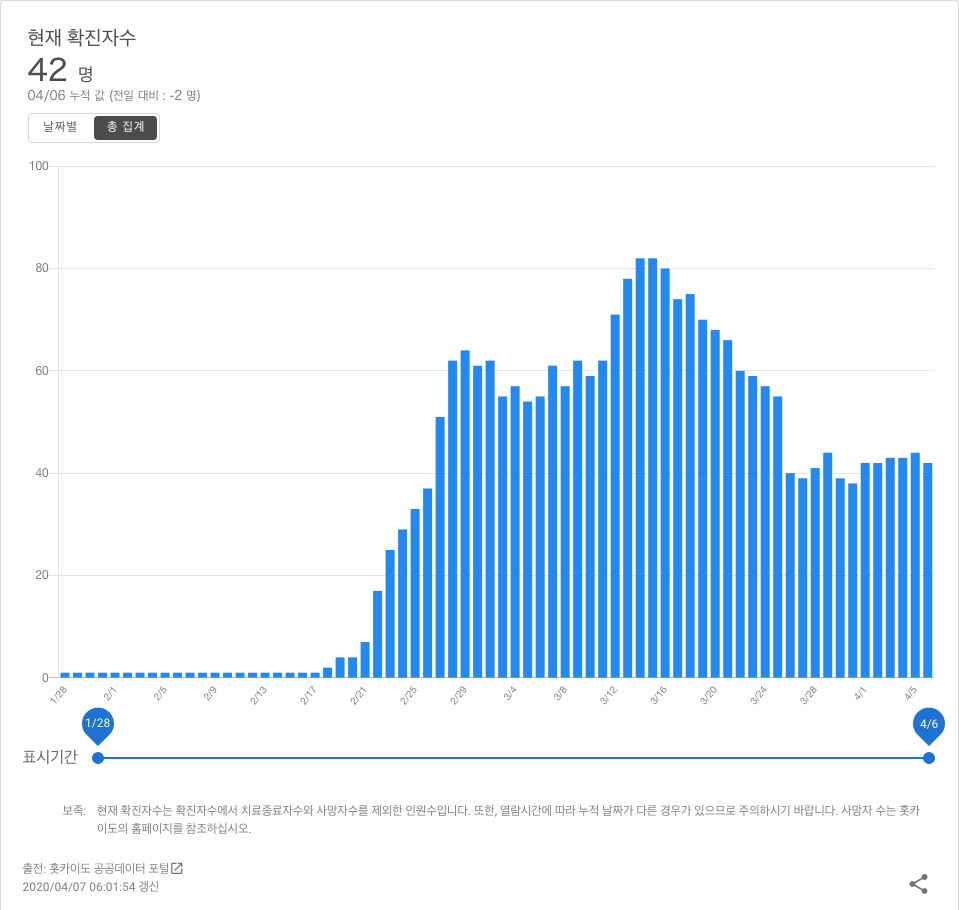 현재 확진자수
42 명
04/06 누적 값 (전일 대비 : -2 명)
날짜별 총 집계
100
80
60
40
20
0
1/28 2/1 2/5 2/9 2/13 2/17 2/21 2/25 2/29 3/4 3/8 3/12 3/16 3/20 3/24 3/28 4/1 4/5
1/28 4/6
표시기간
보족: 현재 확진자수는 확진자수에서 치료종료자수와 사망자수를 제외한 인원수입니다. 또한, 열람시간에 따라 누적 날짜가 다른 경우가 있으므로 주의하시기 바랍니다. 사망자 수는 홋카
이도의 홈페이지를 참조하십시오.
출전: 홋카이도 공공데이터 포털
2020/04/07 06:01:54 갱신